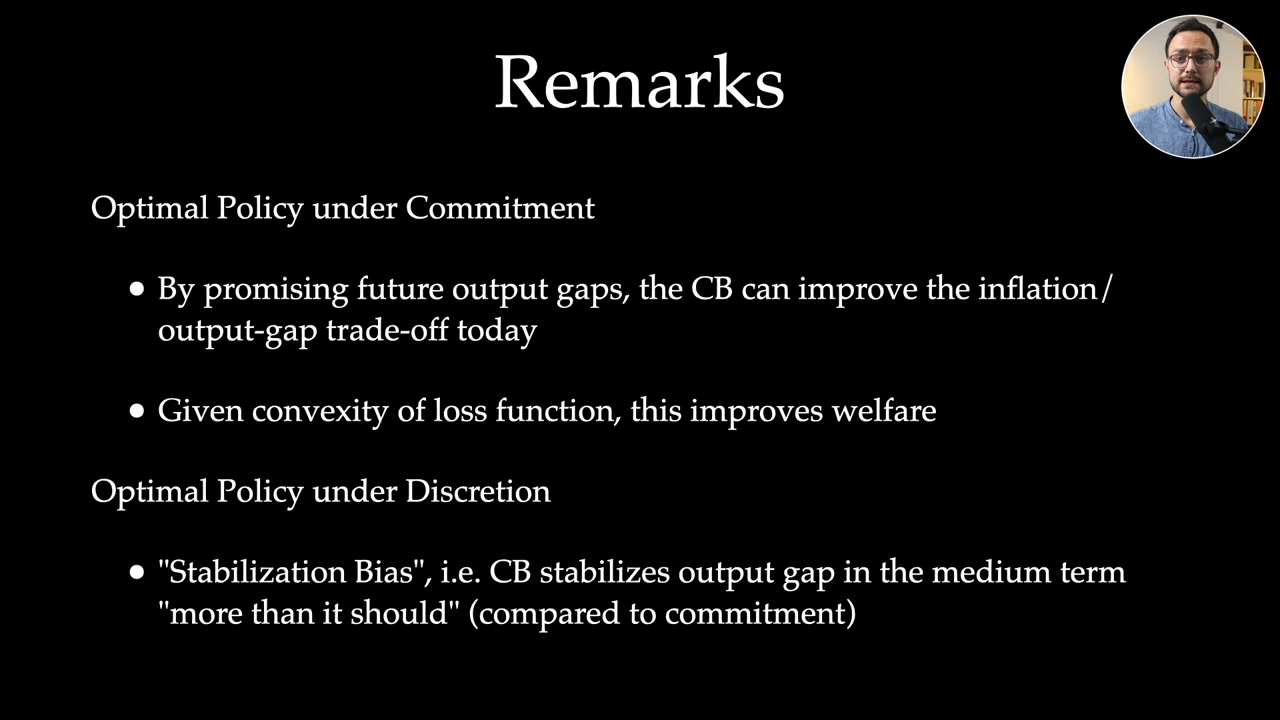 Remarks
Optimal Policy under Commitment
● By promising future output gaps, the CB can improve the inflation/
output-gap trade-off today
● Given convexity of loss function, this improves welfare
Optimal Policy under Discretion
● "Stabilization Bias", i.e. CB stabilizes output gap in the medium term
"more than it should" (compared to commitment)